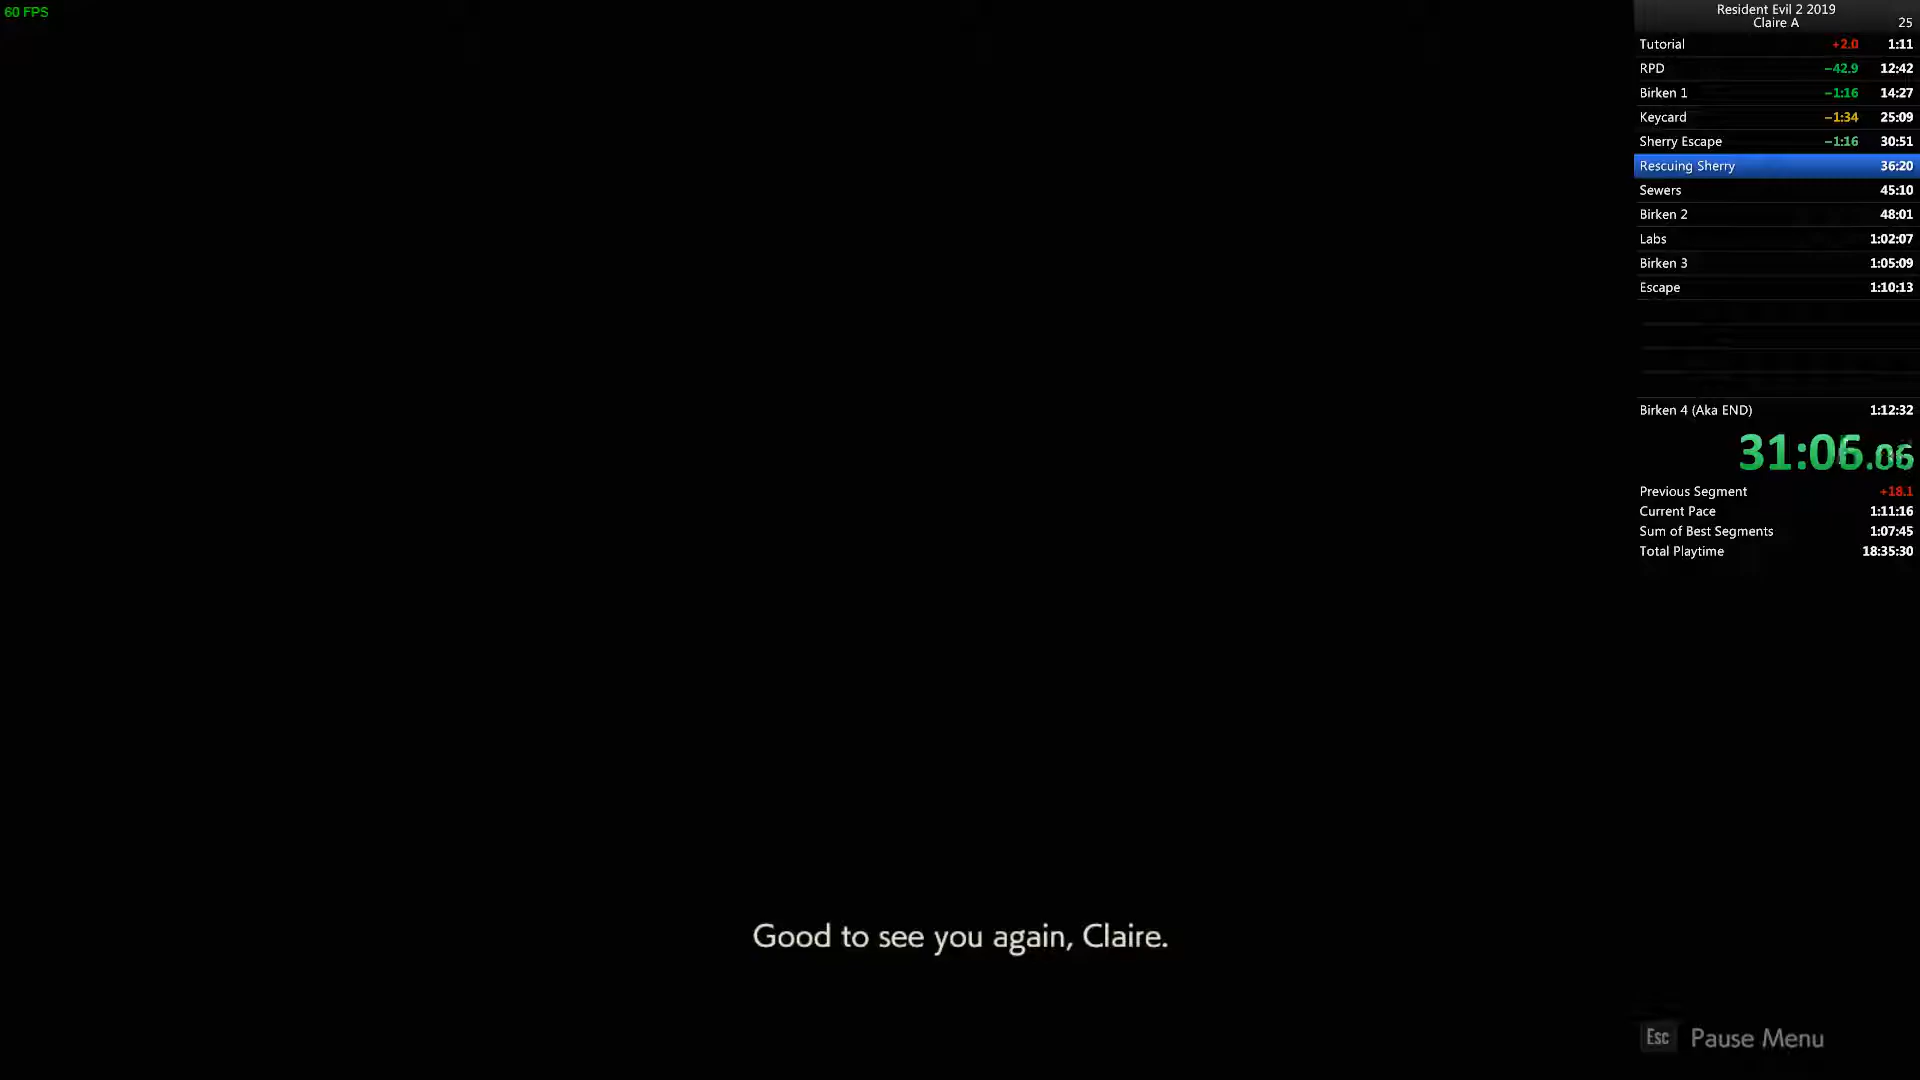 60 FPS
Resident Evil 2 2019
Claire A 25
Tutorial +2.0 1:11
RPD −42.9 12:42
Birken 1 −1:16 14:27
Keycard −1:34 25:09
Sherry Escape −1:16 30:51
Rescuing Sherry 36:20
Sewers 45:10
Birken 2 48:01
Labs 1:02:07
Birken 3 1:05:09
Escape 1:10:13
Birken 4 (Aka END) 1:12:32
31:06.06
Previous Segment +18.1
Current Pace 1:11:16
Sum of Best Segments 1:07:45
Total Playtime 18:35:30
Good to see you again, Claire.
Esc Pause Menu